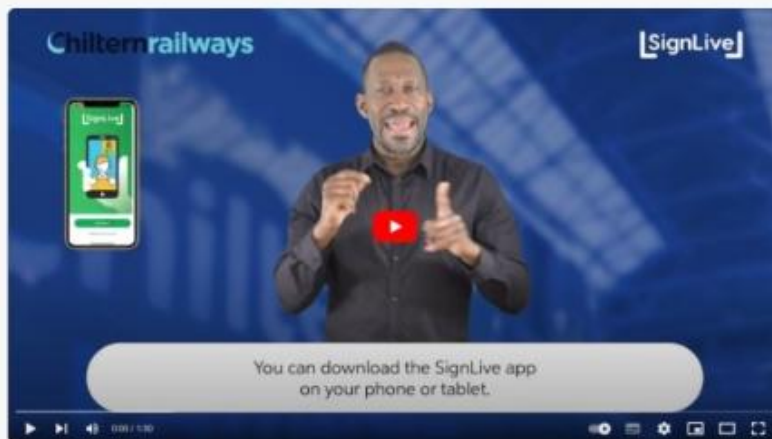 Chilternrailways
SignLive
SignLive
You can download the SignLive app
on your phone or tablet.